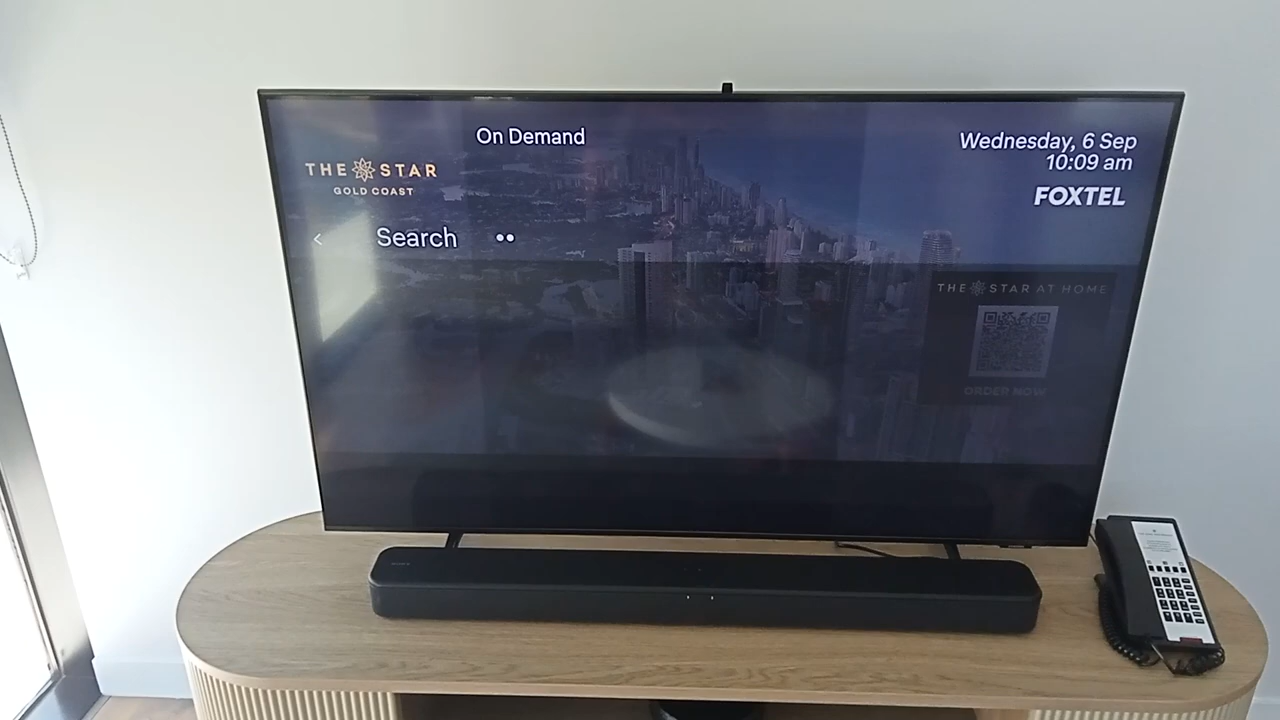 On Demand
THE STAR
GOLD COAST
Wednesday, 6 Sep
10:09 am
FOXTEL
Search
THE STAR AT HOME
ORDER NOW
SONY